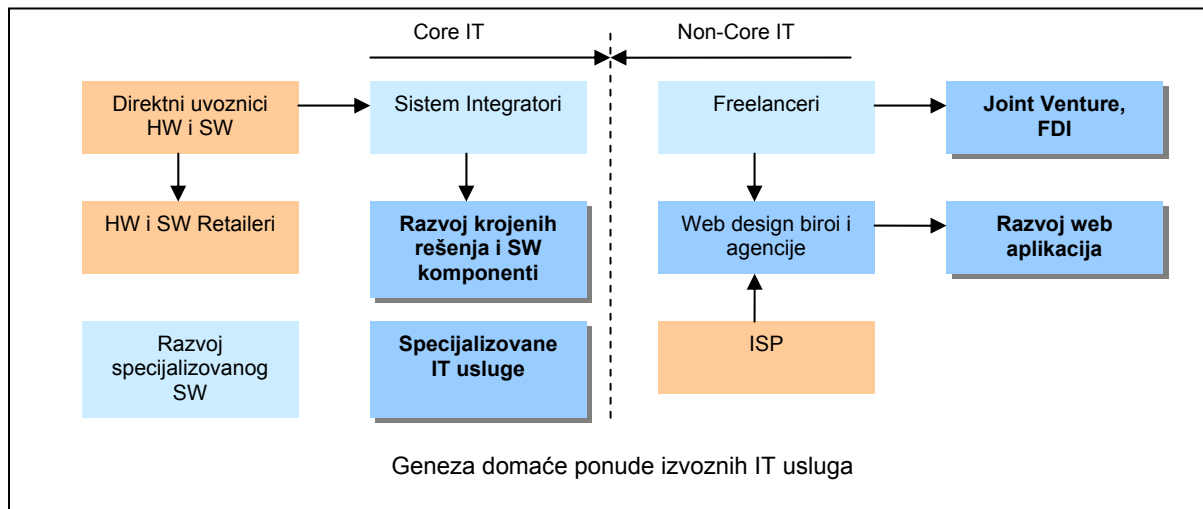 Core IT
Non-Core IT
Direktni uvoznici
HW i SW
Sistem Integratori
Freelanceri
Joint Venture,
FDI
HW i SW Retaileri
Razvoj krojenih
rešenja i SW
komponenti
Web design biroi i
agencije
Razvoj web
aplikacija
Razvoj
specijalizovanog
SW
Specijalizovane
IT usluge
ISP
Geneza domaće ponude izvoznih IT usluga